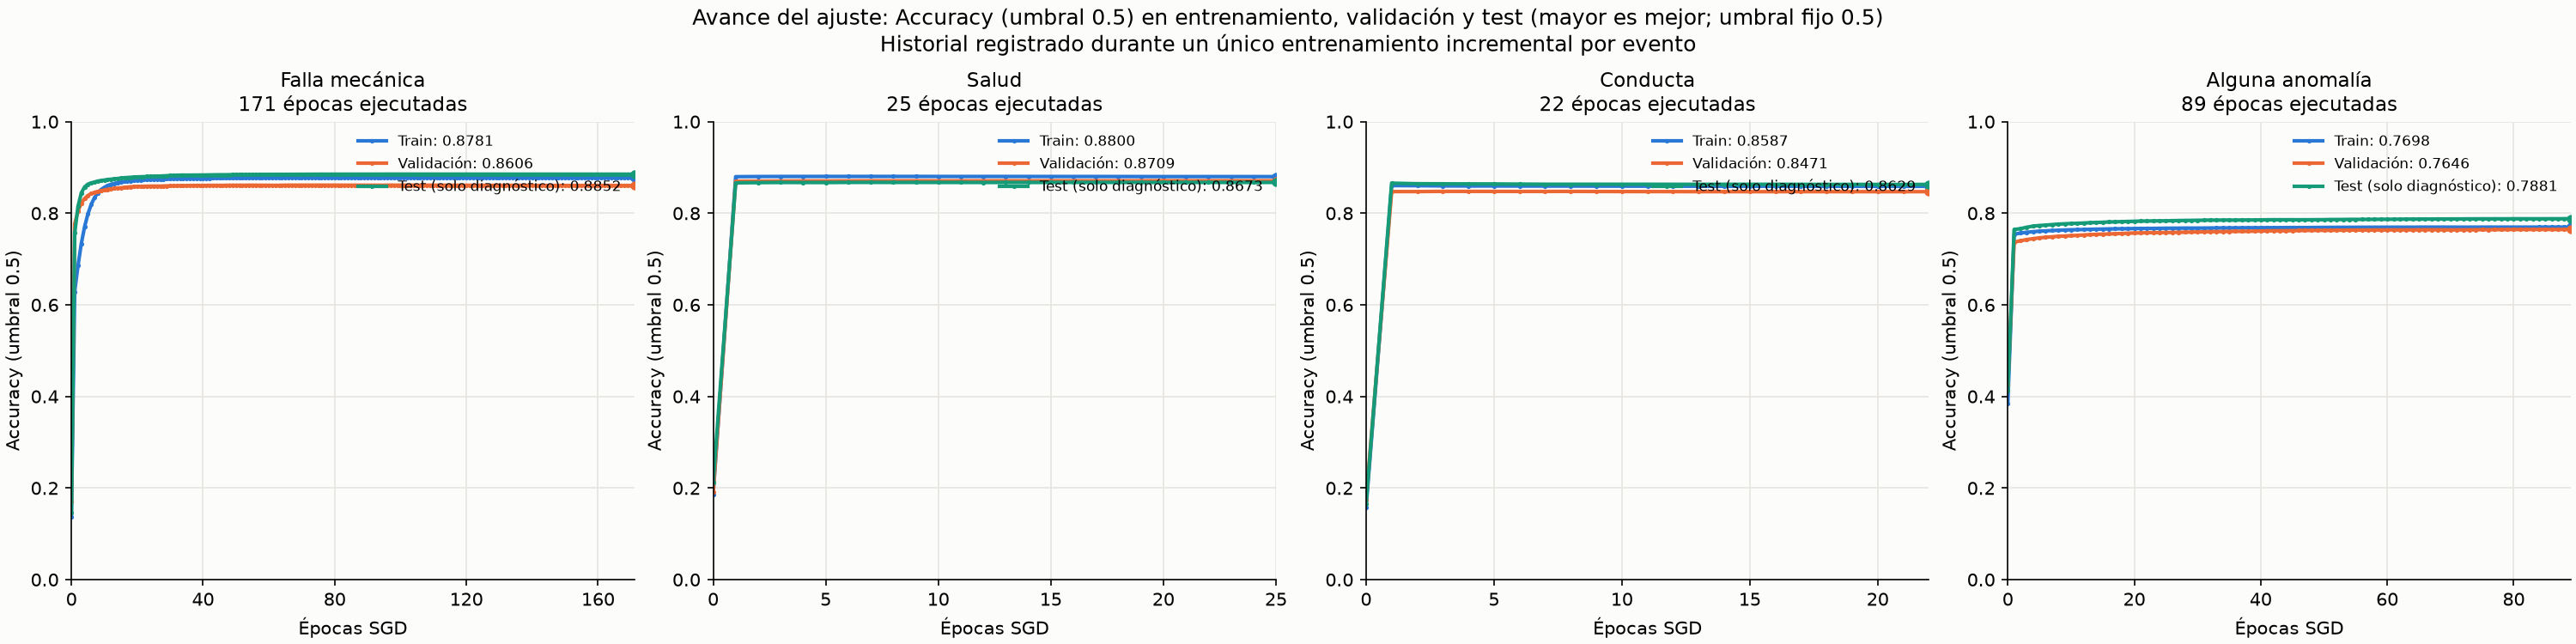 Avance del ajuste: Accuracy (umbral 0.5) en entrenamiento, validación y test (mayor es mejor; umbral fijo 0.5)
Historial registrado durante un único entrenamiento incremental por evento
Falla mecánica
171 épocas ejecutadas
Accuracy (umbral 0.5)
1.0
0.8
0.6
0.4
0.2
0.0
Train: 0.8781
Validación: 0.8606
Test (solo diagnóstico): 0.8852
0 40 80 120 160
Épocas SGD
Salud
25 épocas ejecutadas
Accuracy (umbral 0.5)
1.0
0.8
0.6
0.4
0.2
0.0
Train: 0.8800
Validación: 0.8709
Test (solo diagnóstico): 0.8673
0 5 10 15 20 25
Épocas SGD
Conducta
22 épocas ejecutadas
Accuracy (umbral 0.5)
1.0
0.8
0.6
0.4
0.2
0.0
Train: 0.8587
Validación: 0.8471
Test (solo diagnóstico): 0.8629
0 5 10 15 20
Épocas SGD
Alguna anomalía
89 épocas ejecutadas
Accuracy (umbral 0.5)
1.0
0.8
0.6
0.4
0.2
0.0
Train: 0.7698
Validación: 0.7646
Test (solo diagnóstico): 0.7881
0 20 40 60 80
Épocas SGD